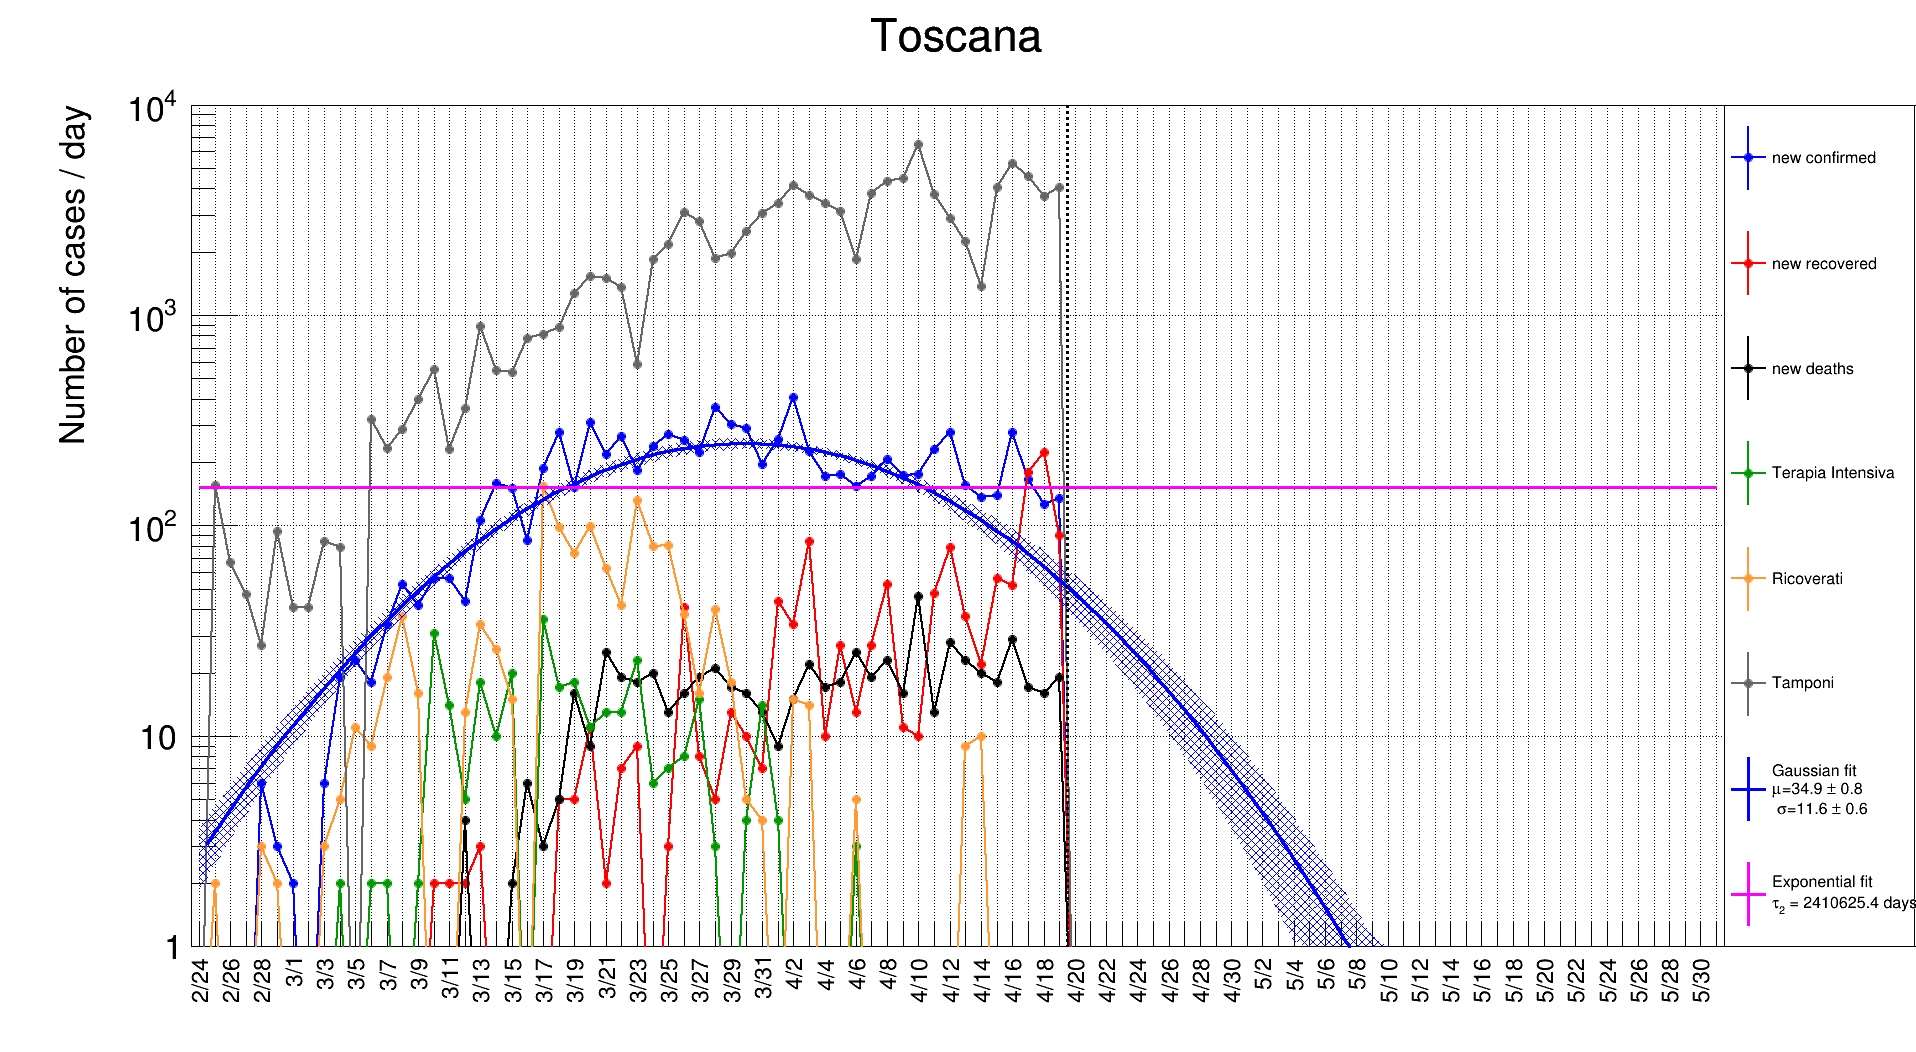 Toscana
Number of cases / day
10^4
10^3
10^2
10
1
2/24 2/26 2/28 3/1 3/3 3/5 3/7 3/9 3/11 3/13 3/15 3/17 3/19 3/21 3/23 3/25 3/27 3/29 3/31 4/2 4/4 4/6 4/8 4/10 4/12 4/14 4/16 4/18 4/20 4/22 4/24 4/26 4/28 4/30 5/2 5/4 5/6 5/8 5/10 5/12 5/14 5/16 5/18 5/20 5/22 5/24 5/26 5/28 5/30
new confirmed
new recovered
new deaths
Terapia Intensiva
Ricoverati
Tamponi
Gaussian fit
μ=34.9 ± 0.8
σ=11.6 ± 0.6
Exponential fit
τ_2 = 2410625.4 days